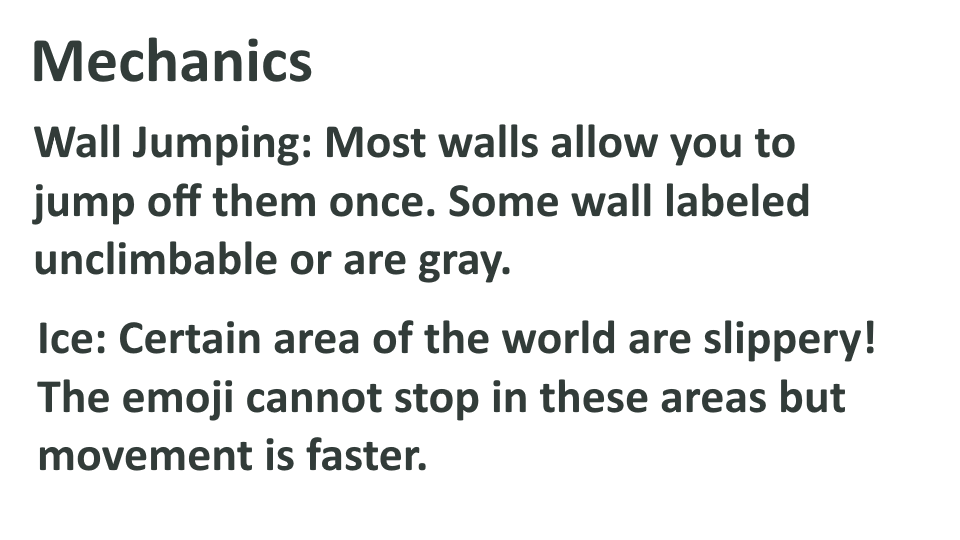 Mechanics
Wall Jumping: Most walls allow you to
jump off them once. Some wall labeled
unclimbable or are gray.
Ice: Certain area of the world are slippery!
The emoji cannot stop in these areas but
movement is faster.